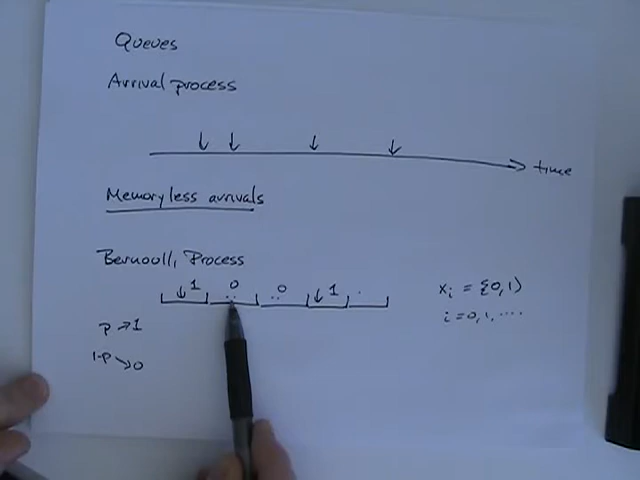 Queues
Arrival process
time
Memoryless arrivals
Bernoulli Process
1 0 0 1
x_i = {0,1)
i=0,1,....
p → 1
1-p → 0